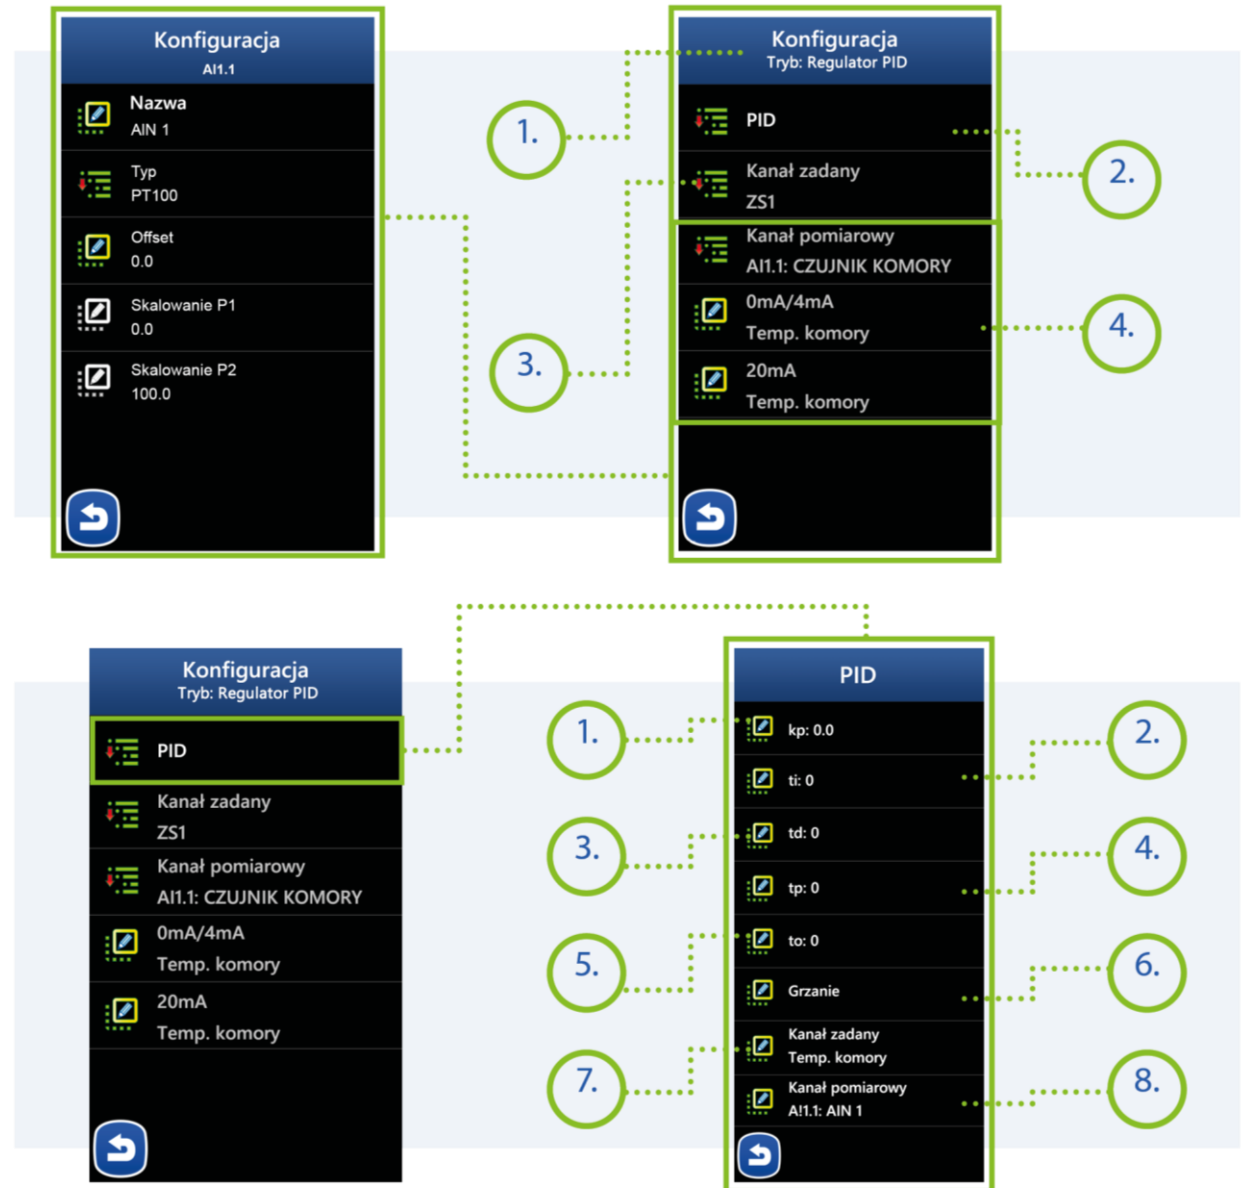 Konfiguracja
AI1.1
Nazwa
AIN 1
Typ
PT100
Offset
0.0
Skalowanie P1
0.0
Skalowanie P2
100.0
1.
3.
Konfiguracja
Tryb: Regulator PID
PID
Kanał zadany
ZS1
Kanał pomiarowy
AI1.1: CZUJNIK KOMORY
0mA/4mA
Temp. komory
20mA
Temp. komory
2.
4.
Konfiguracja
Tryb: Regulator PID
PID
Kanał zadany
ZS1
Kanał pomiarowy
AI1.1: CZUJNIK KOMORY
0mA/4mA
Temp. komory
20mA
Temp. komory
1.
3.
5.
7.
PID
kp: 0.0
ti: 0
td: 0
tp: 0
to: 0
Grzanie
Kanał zadany
Temp. komory
Kanał pomiarowy
A!1.1: AIN 1
2.
4.
6.
8.